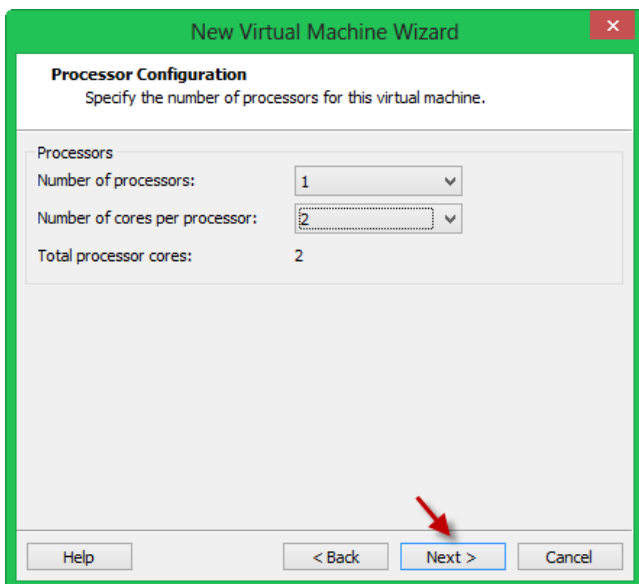 New Virtual Machine Wizard
Processor Configuration
Specify the number of processors for this virtual machine.
Processors
Number of processors: 1
Number of cores per processor: 2
Total processor cores: 2
Help < Back Next > Cancel